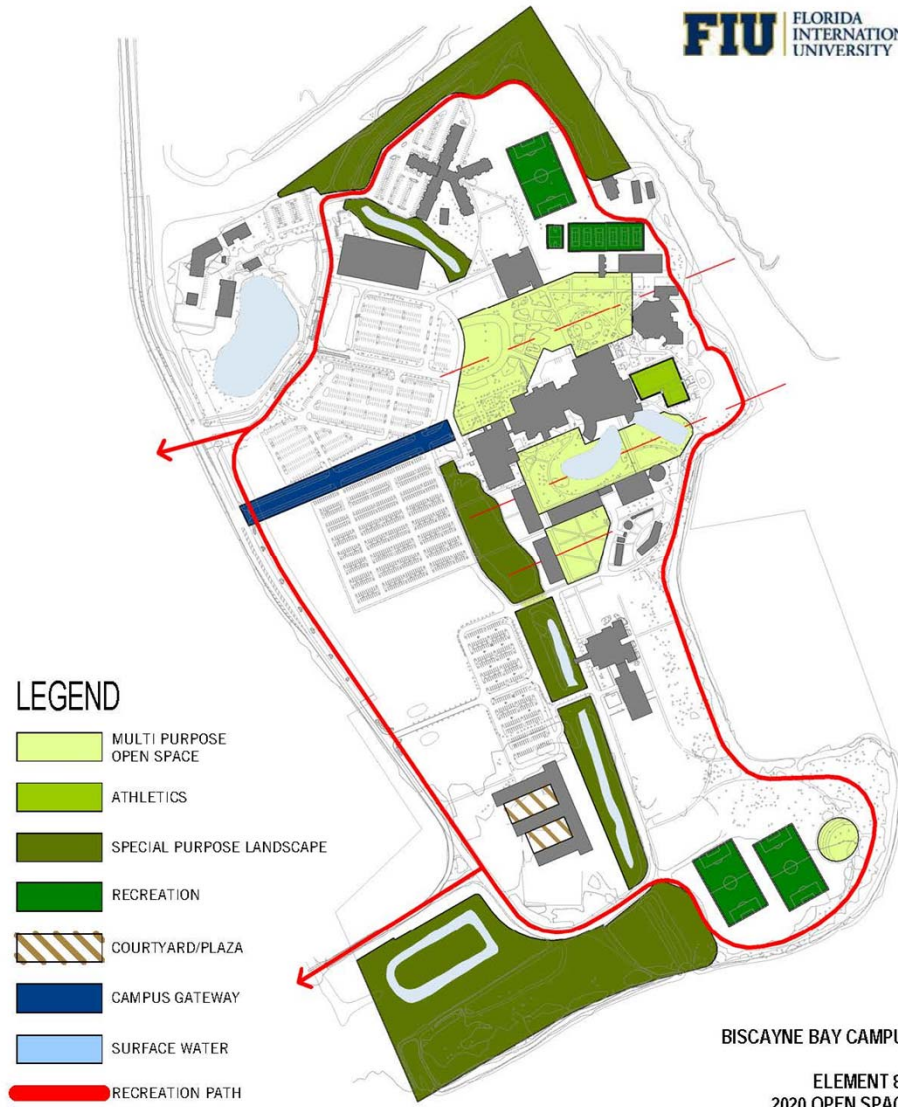 FIU
FLORIDA
INTERNATION
UNIVERSITY
LEGEND
MULTI PURPOSE
OPEN SPACE
ATHLETICS
SPECIAL PURPOSE LANDSCAPE
RECREATION
COURTYARD/PLAZA
CAMPUS GATEWAY
SURFACE WATER
RECREATION PATH
BISCAYNE BAY CAMPU
ELEMENT 8
2020 OPEN SPAC